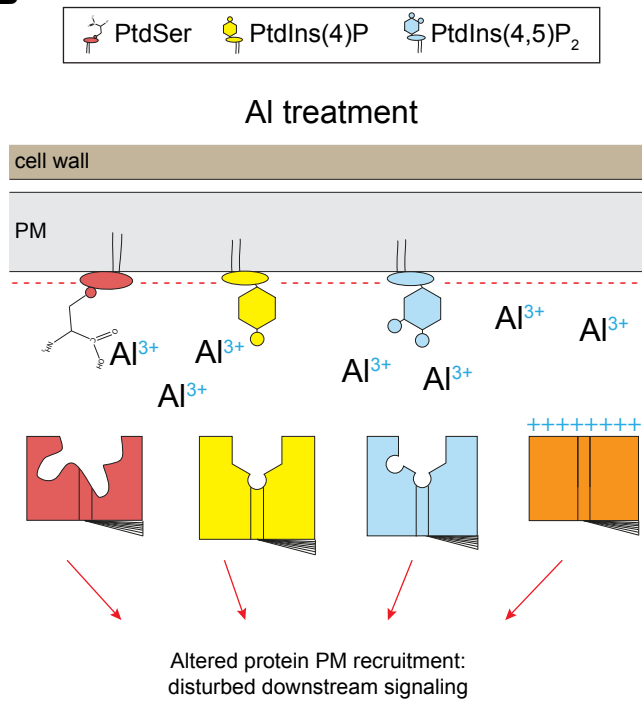 PtdSer PtdIns(4)P PtdIns(4,5)P₂
Al treatment
cell wall
PM
Al³⁺ Al³⁺ Al³⁺ Al³⁺ Al³⁺ Al³⁺ Al³⁺
++++++++
Altered protein PM recruitment:
disturbed downstream signaling